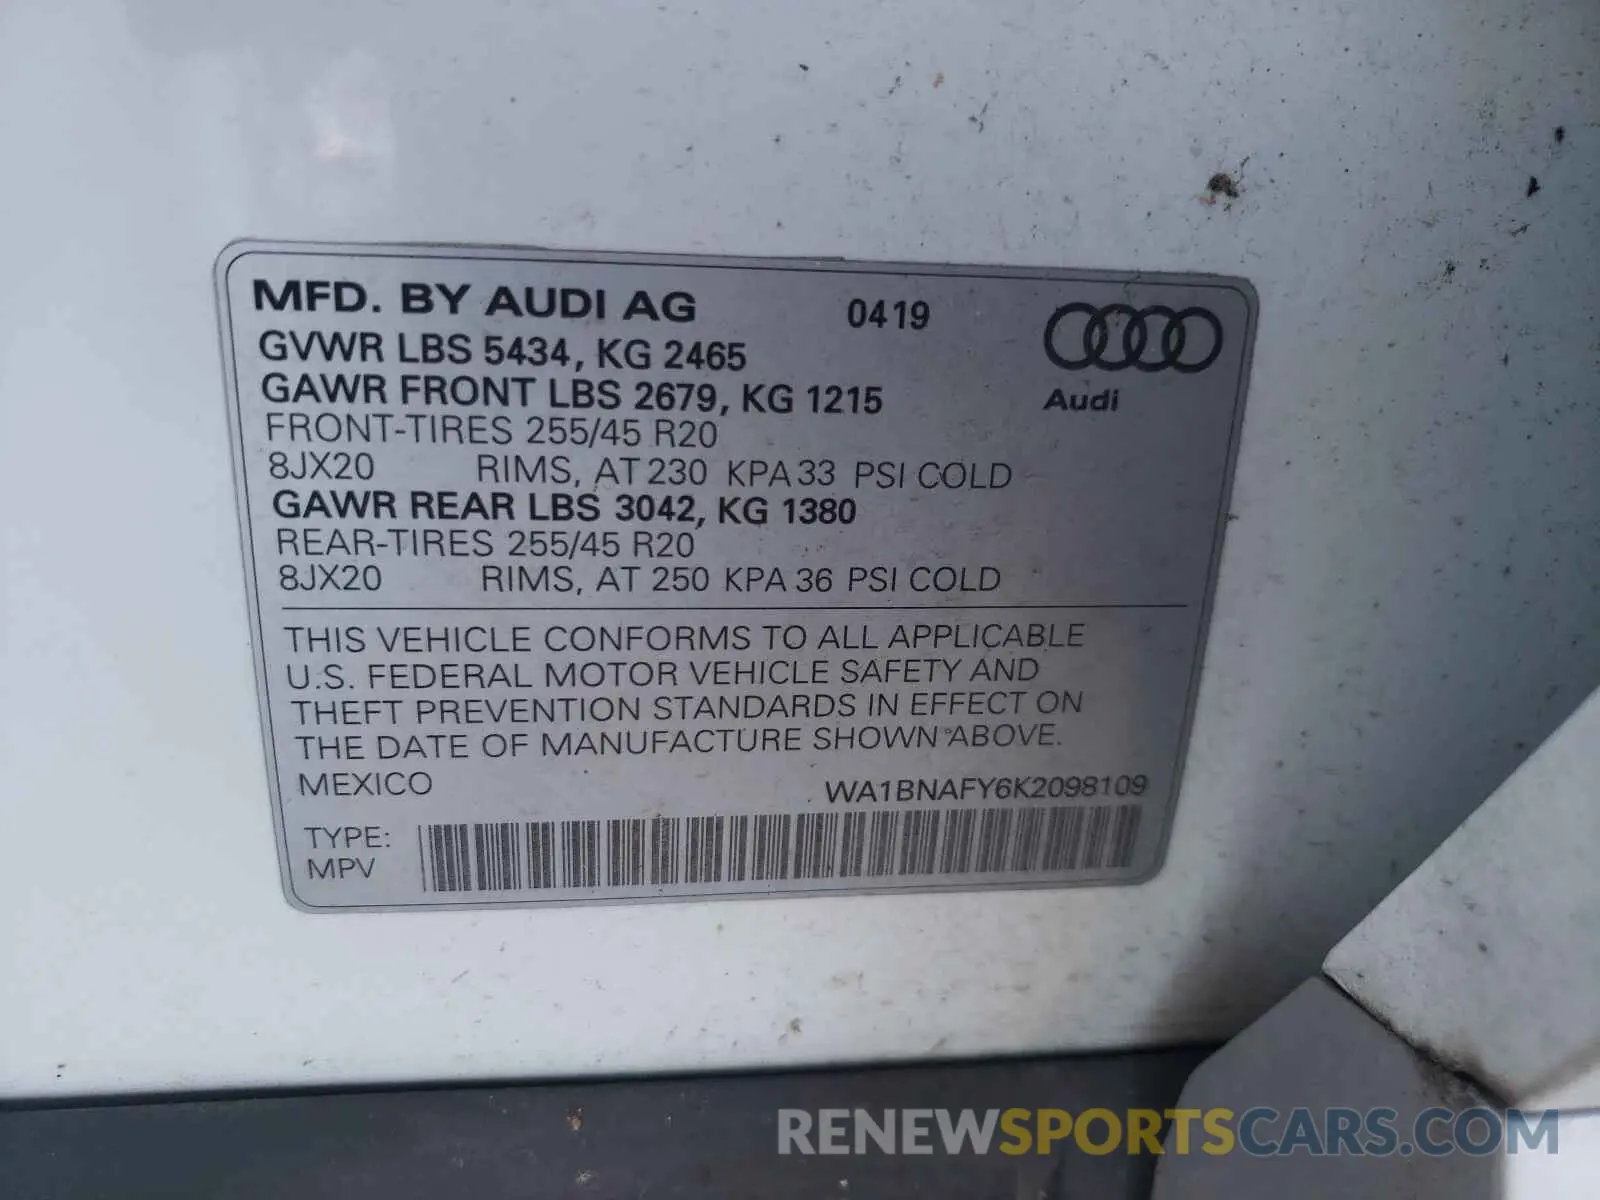 MFD. BY AUDI AG 0419
GVWR LBS 5434, KG 2465
GAWR FRONT LBS 2679, KG 1215
Audi
FRONT-TIRES 255/45 R20
8JX20 RIMS, AT 230 KPA 33 PSI COLD
GAWR REAR LBS 3042, KG 1380
REAR-TIRES 255/45 R20
8JX20 RIMS, AT 250 KPA 36 PSI COLD
THIS VEHICLE CONFORMS TO ALL APPLICABLE
U.S. FEDERAL MOTOR VEHICLE SAFETY AND
THEFT PREVENTION STANDARDS IN EFFECT ON
THE DATE OF MANUFACTURE SHOWN ABOVE.
MEXICO WA1BNAFY6K2098109
TYPE:
MPV
RENEWSPORTSCARS.COM